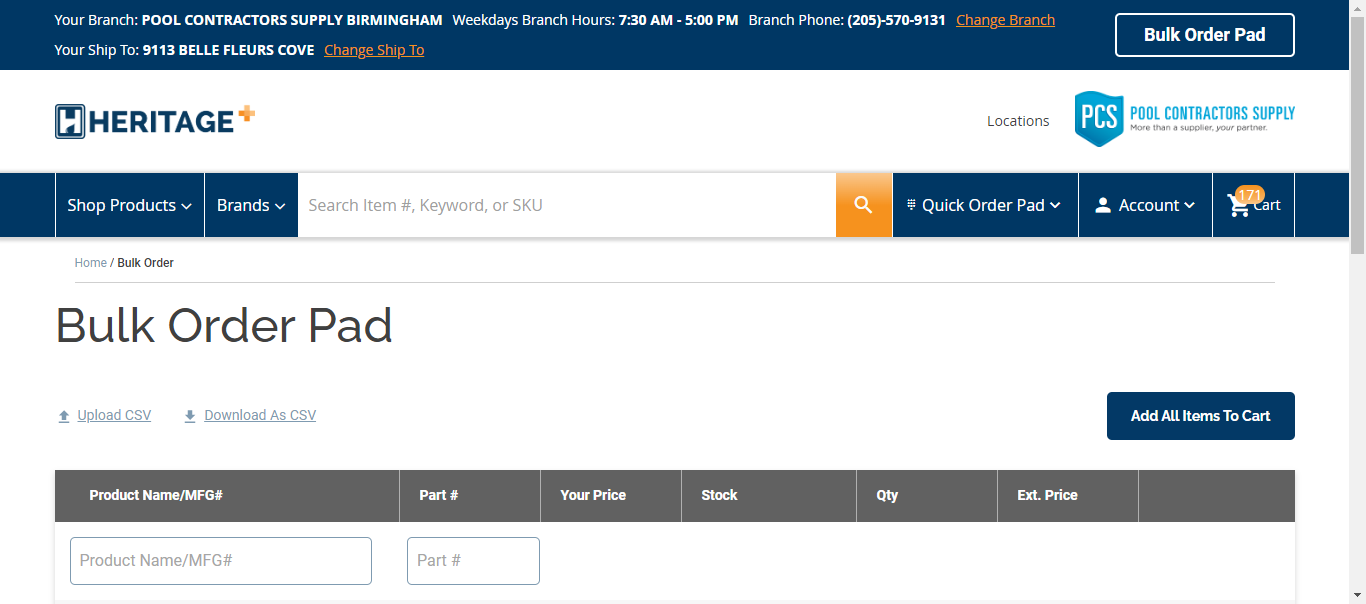 Your Branch: POOL CONTRACTORS SUPPLY BIRMINGHAM Weekdays Branch Hours: 7:30 AM - 5:00 PM Branch Phone: (205)-570-9131 Change Branch
Bulk Order Pad
Your Ship To: 9113 BELLE FLEURS COVE Change Ship To
HERITAGE
Locations
PCS POOL CONTRACTORS SUPPLY
More than a supplier, your partner.
Shop Products Brands Search Item #, Keyword, or SKU Quick Order Pad Account 171 Cart
Home / Bulk Order
Bulk Order Pad
Upload CSV Download As CSV Add All Items To Cart
Product Name/MFG# Part # Your Price Stock Qty Ext. Price
Product Name/MFG# Part #